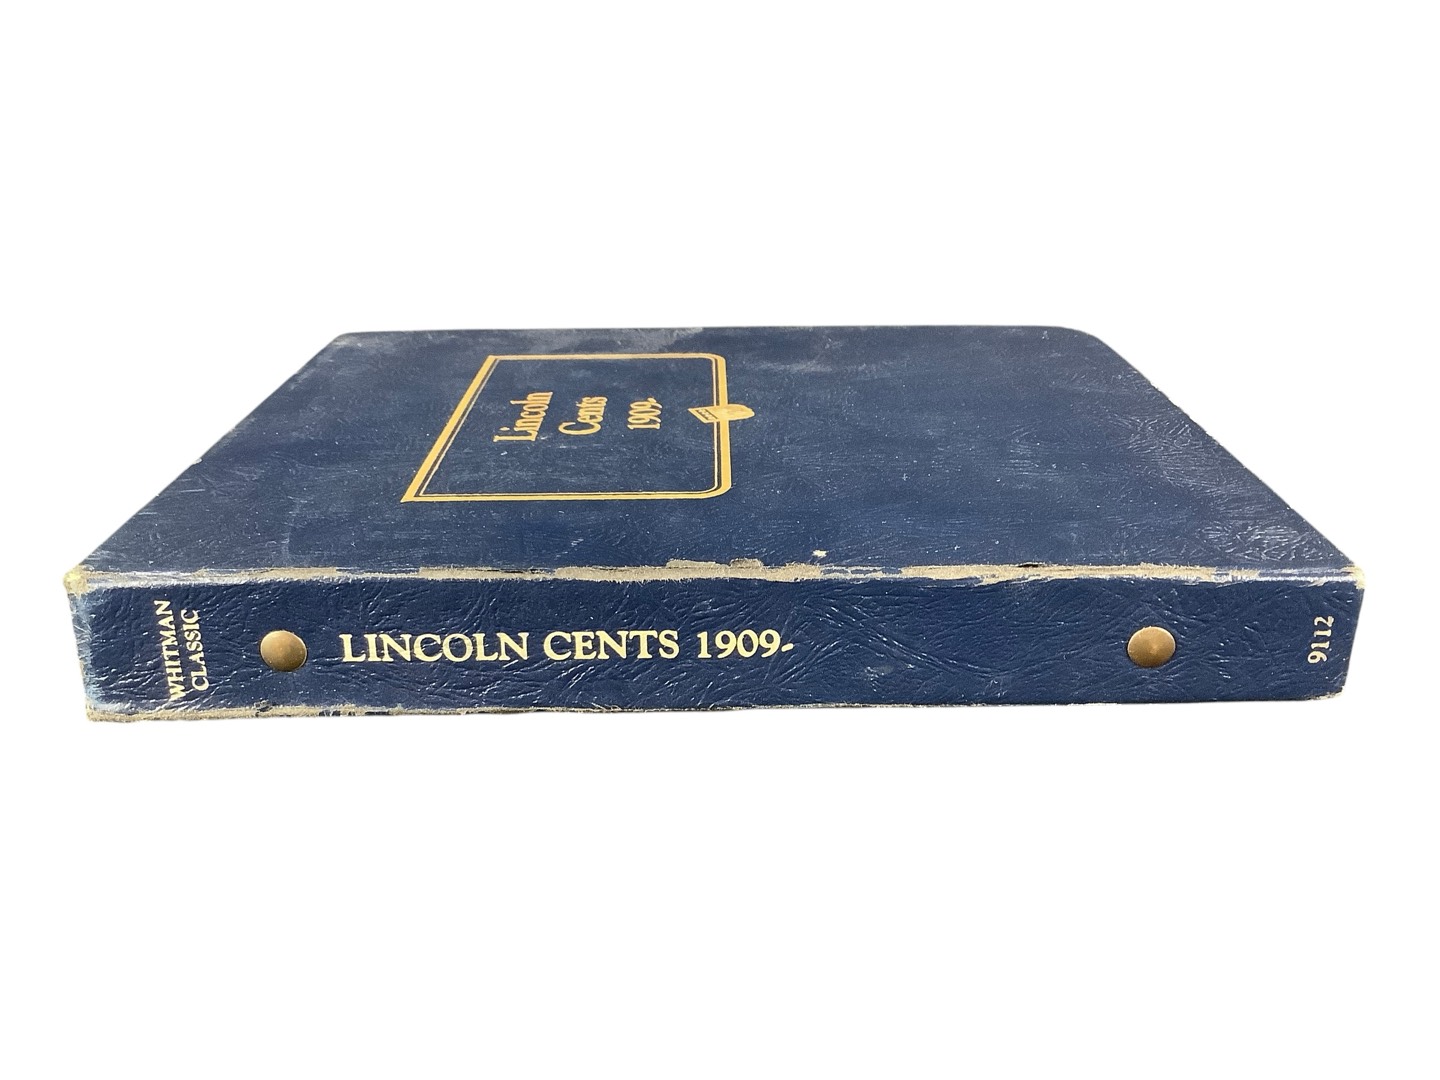 Lincoln
Cents
1909-
WHITMAN
CLASSIC
LINCOLN CENTS 1909-
9112